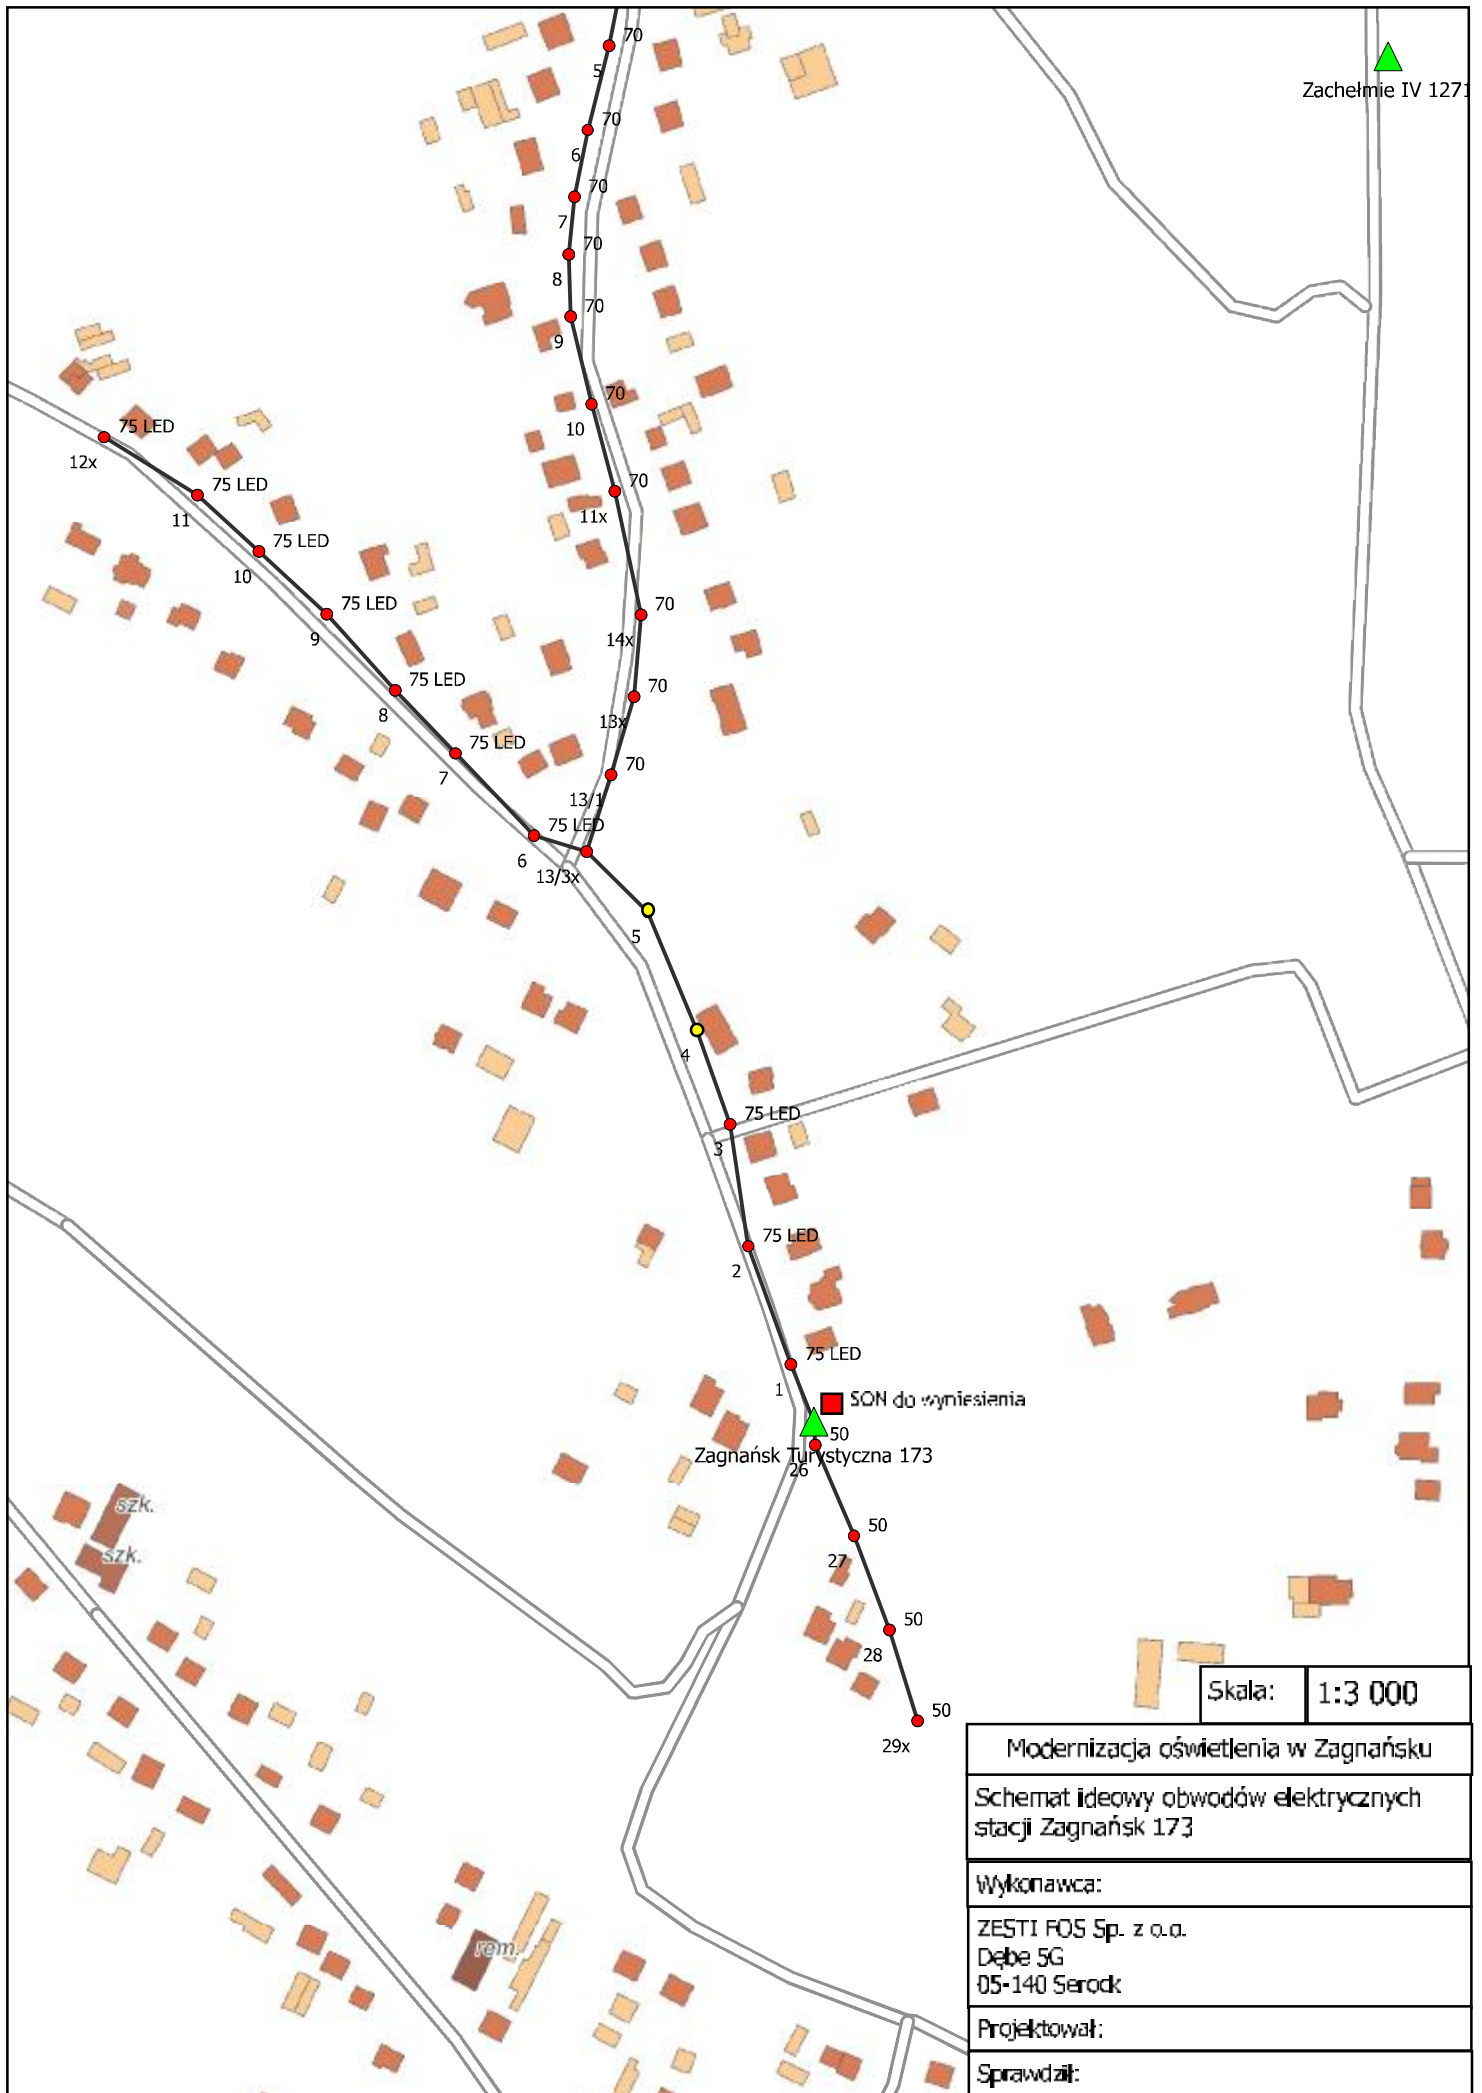 70
5
Zachełmie IV 1271
70
6
70
7
70
8
70
9
70
10
75 LED
12x
70
11x
75 LED
11
75 LED
10
75 LED
9
70
14x
75 LED
8
70
13x
75 LED
7
70
13/1
75 LED
6
13/3x
5
4
75 LED
3
75 LED
2
75 LED
1
SON do wyniesienia
50
Zagnańsk Turystyczna 173
26
szk.
szk.
50
27
50
28
50
29x
rem.
Skala: 1:3 000
Modernizacja oświetlenia w Zagnańsku
Schemat ideowy obwodów elektrycznych
stacji Zagnańsk 173
Wykonawca:
ZESTI FOS Sp. z o.o.
Dębe 5G
05-140 Serock
Projektował:
Sprawdził: